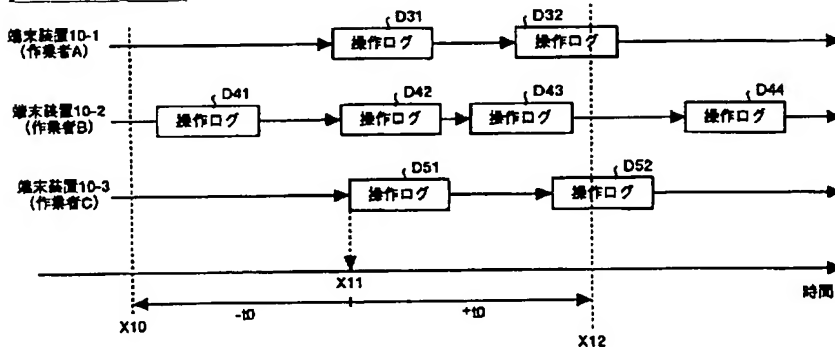 D31 D32
端末装置10-1
(作業者A)
操作ログ 操作ログ
D41 D42 D43 D44
端末装置10-2
(作業者B)
操作ログ 操作ログ 操作ログ 操作ログ
D51 D52
端末装置10-3
(作業者C)
操作ログ 操作ログ
X11
時間
-t0 +t0
X10
X12